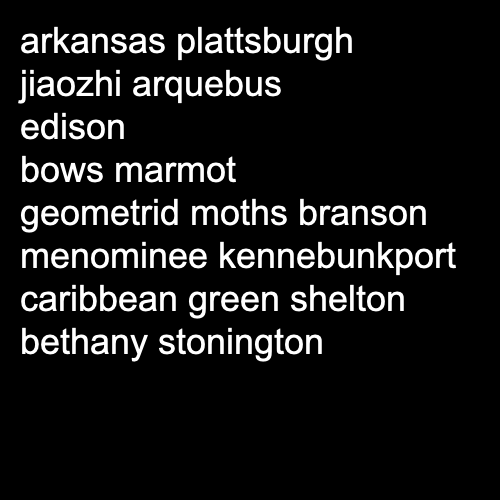 arkansas plattsburgh
jiaozhi arquebus
edison
bows marmot
geometrid moths branson
menominee kennebunkport
caribbean green shelton
bethany stonington